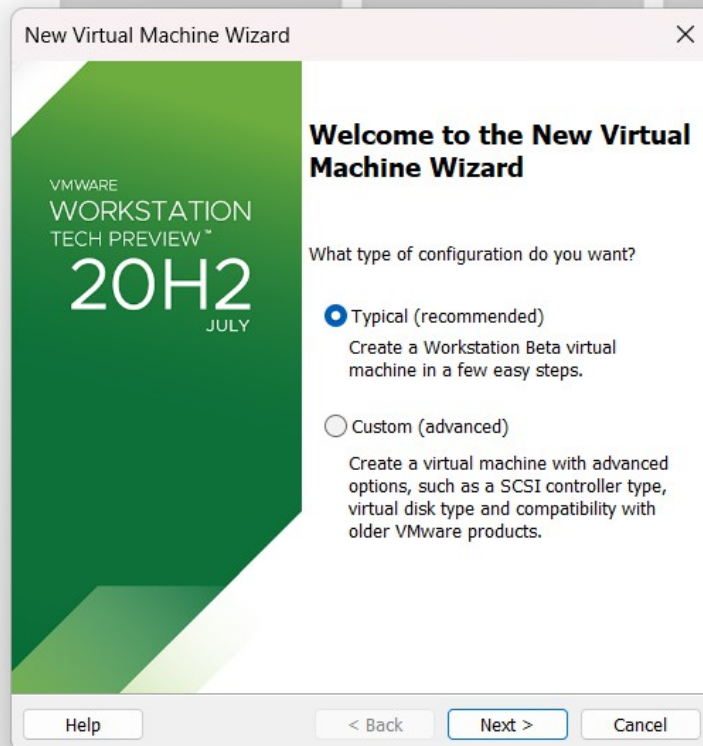 New Virtual Machine Wizard
VMWARE
WORKSTATION
TECH PREVIEW™
20H2
JULY
Welcome to the New Virtual
Machine Wizard
What type of configuration do you want?
Typical (recommended)
Create a Workstation Beta virtual
machine in a few easy steps.
Custom (advanced)
Create a virtual machine with advanced
options, such as a SCSI controller type,
virtual disk type and compatibility with
older VMware products.
Help
< Back
Next >
Cancel